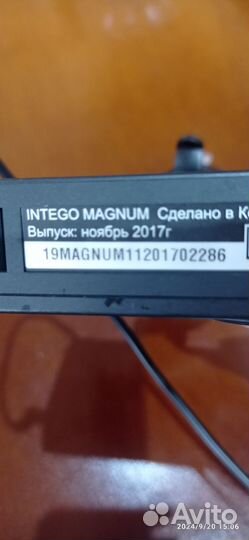 INTEGO MAGNUM Сделано в К
Выпуск: ноябрь 2017г
19MAGNUM11201702286
Avito
2024/9/20 15:06